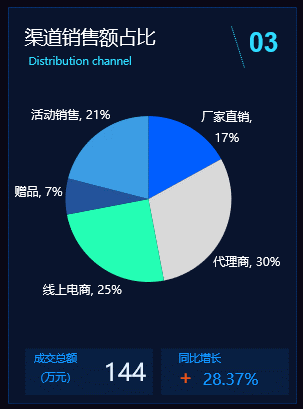 渠道销售额占比
03
Distribution channel
活动销售, 21%
厂家直销,
17%
赠品, 7%
代理商, 30%
线上电商, 25%
成交总额
(万元)
144
同比增长
+ 28.37%